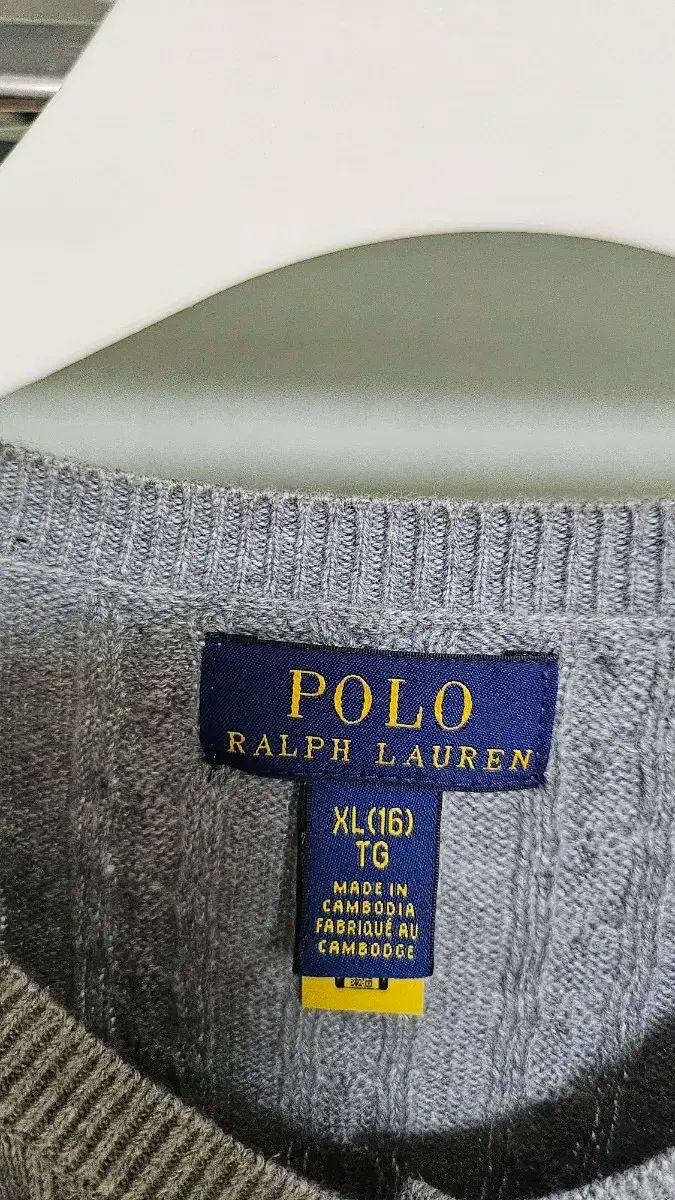 POLO
RALPH LAUREN
XL(16)
TG
MADE IN
CAMBODIA
FABRIQUÉ AU
CAMBODGE